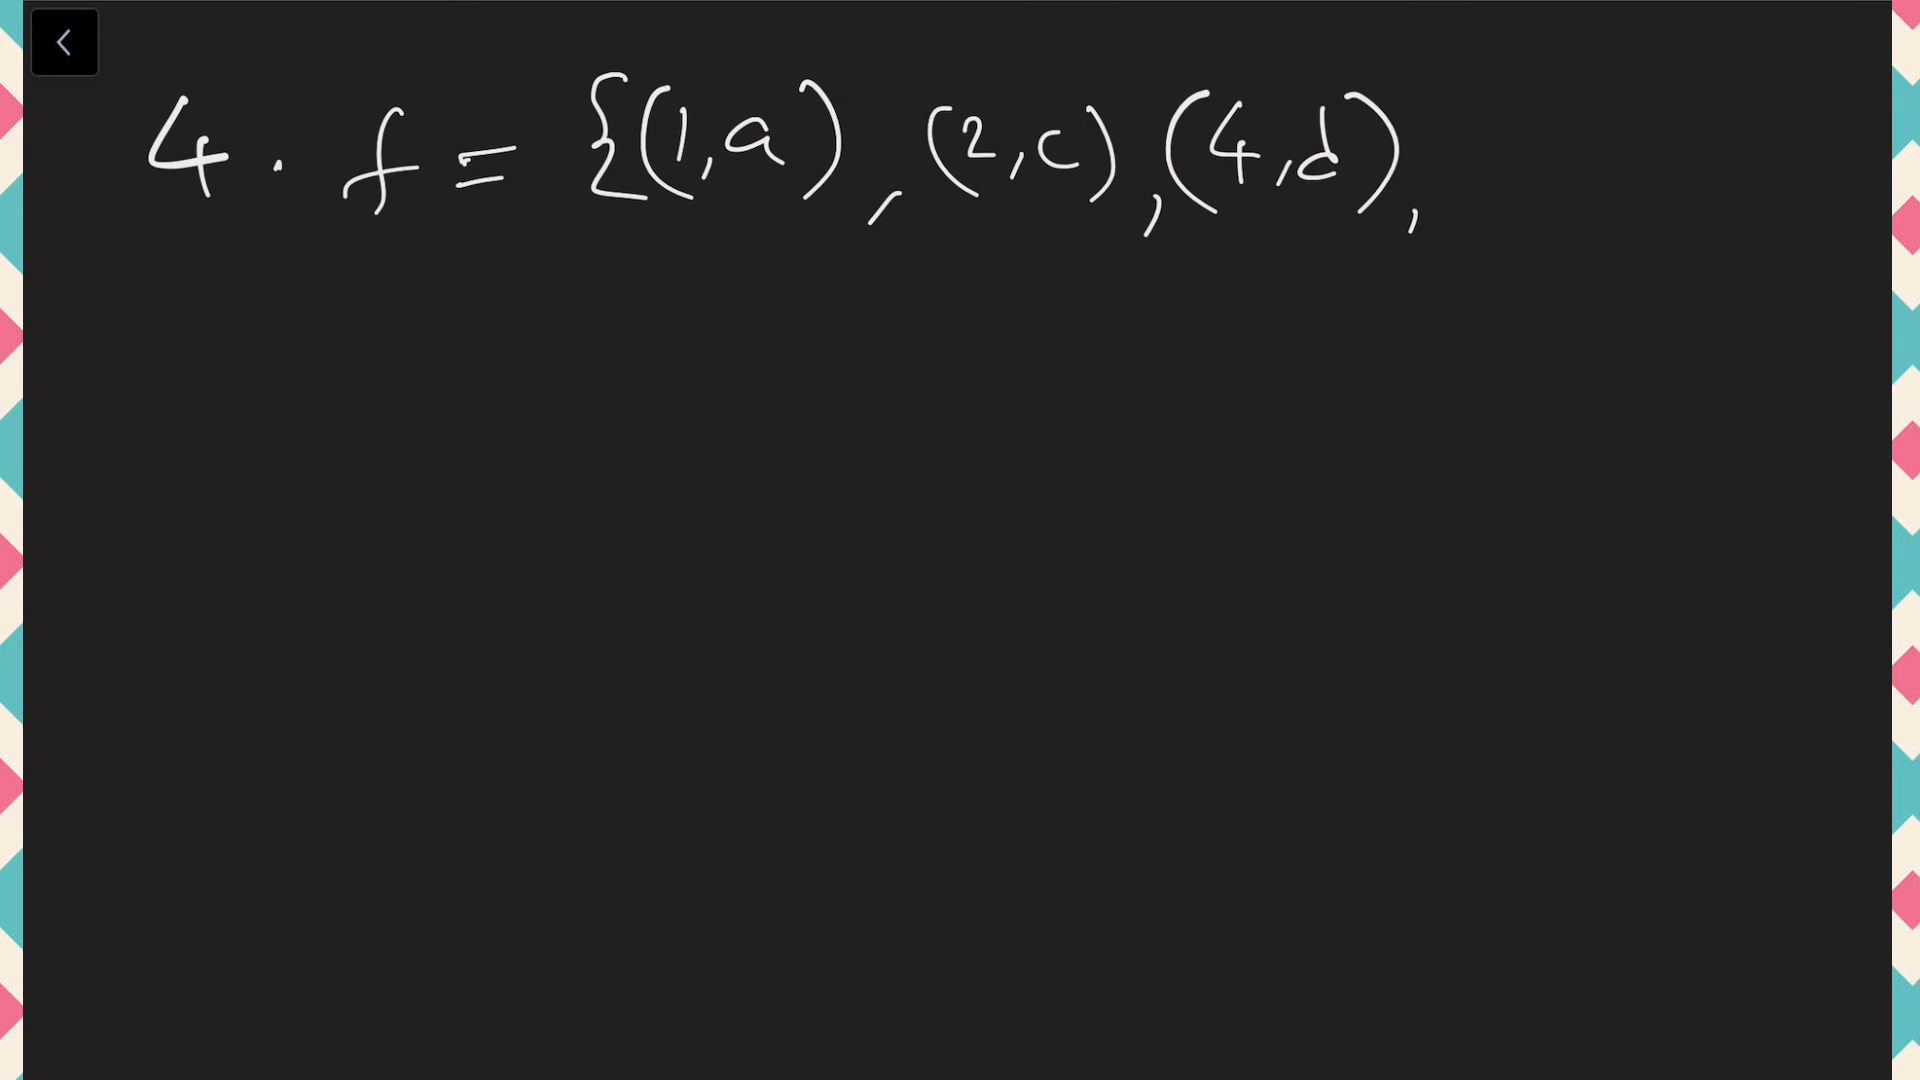 4. f = {(1,a), (2,c), (4,d),